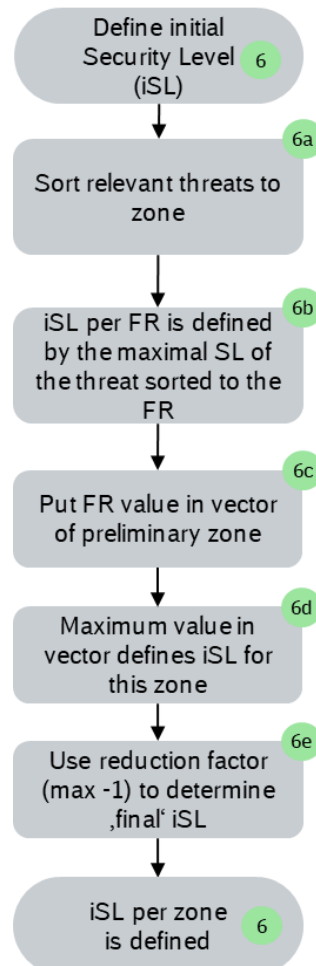 Define initial
Security Level
(iSL)
6
6a
Sort relevant threats to
zone
6b
iSL per FR is defined
by the maximal SL of
the threat sorted to the
FR
6c
Put FR value in vector
of preliminary zone
6d
Maximum value in
vector defines iSL for
this zone
6e
Use reduction factor
(max -1) to determine
‚final‘ iSL
iSL per zone
is defined
6